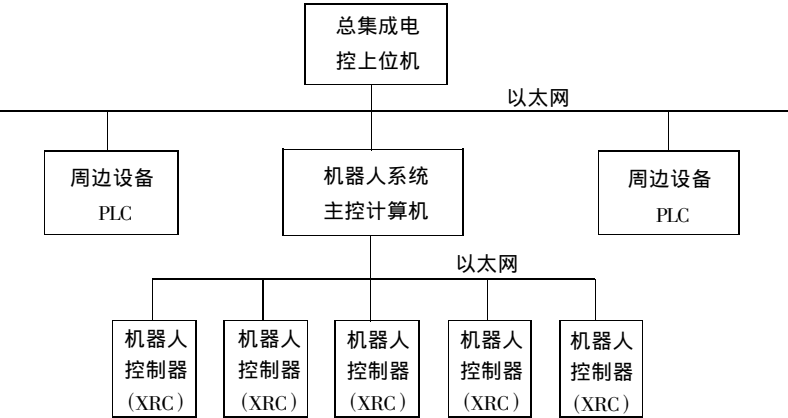 总集成电
控上位机
以太网
周边设备
PLC
机器人系统
主控计算机
周边设备
PLC
以太网
机器人
控制器
(XRC)
机器人
控制器
(XRC)
机器人
控制器
(XRC)
机器人
控制器
(XRC)
机器人
控制器
(XRC)